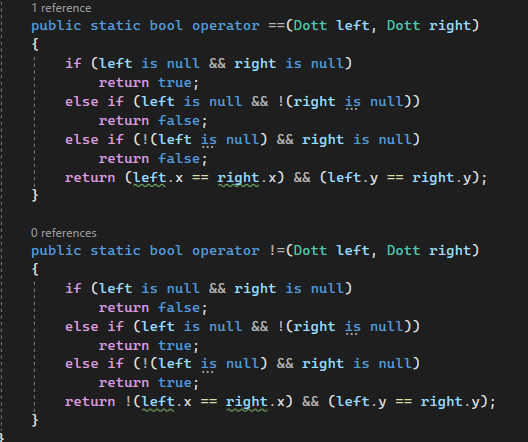 1 reference
public static bool operator ==(Dott left, Dott right)
{
if (left is null && right is null)
return true;
else if (left is null && !(right is null))
return false;
else if (!(left is null) && right is null)
return false;
return (left.x == right.x) && (left.y == right.y);
}
0 references
public static bool operator !=(Dott left, Dott right)
{
if (left is null && right is null)
return false;
else if (left is null && !(right is null))
return true;
else if (!(left is null) && right is null)
return true;
return !(left.x == right.x) && (left.y == right.y);
}
}